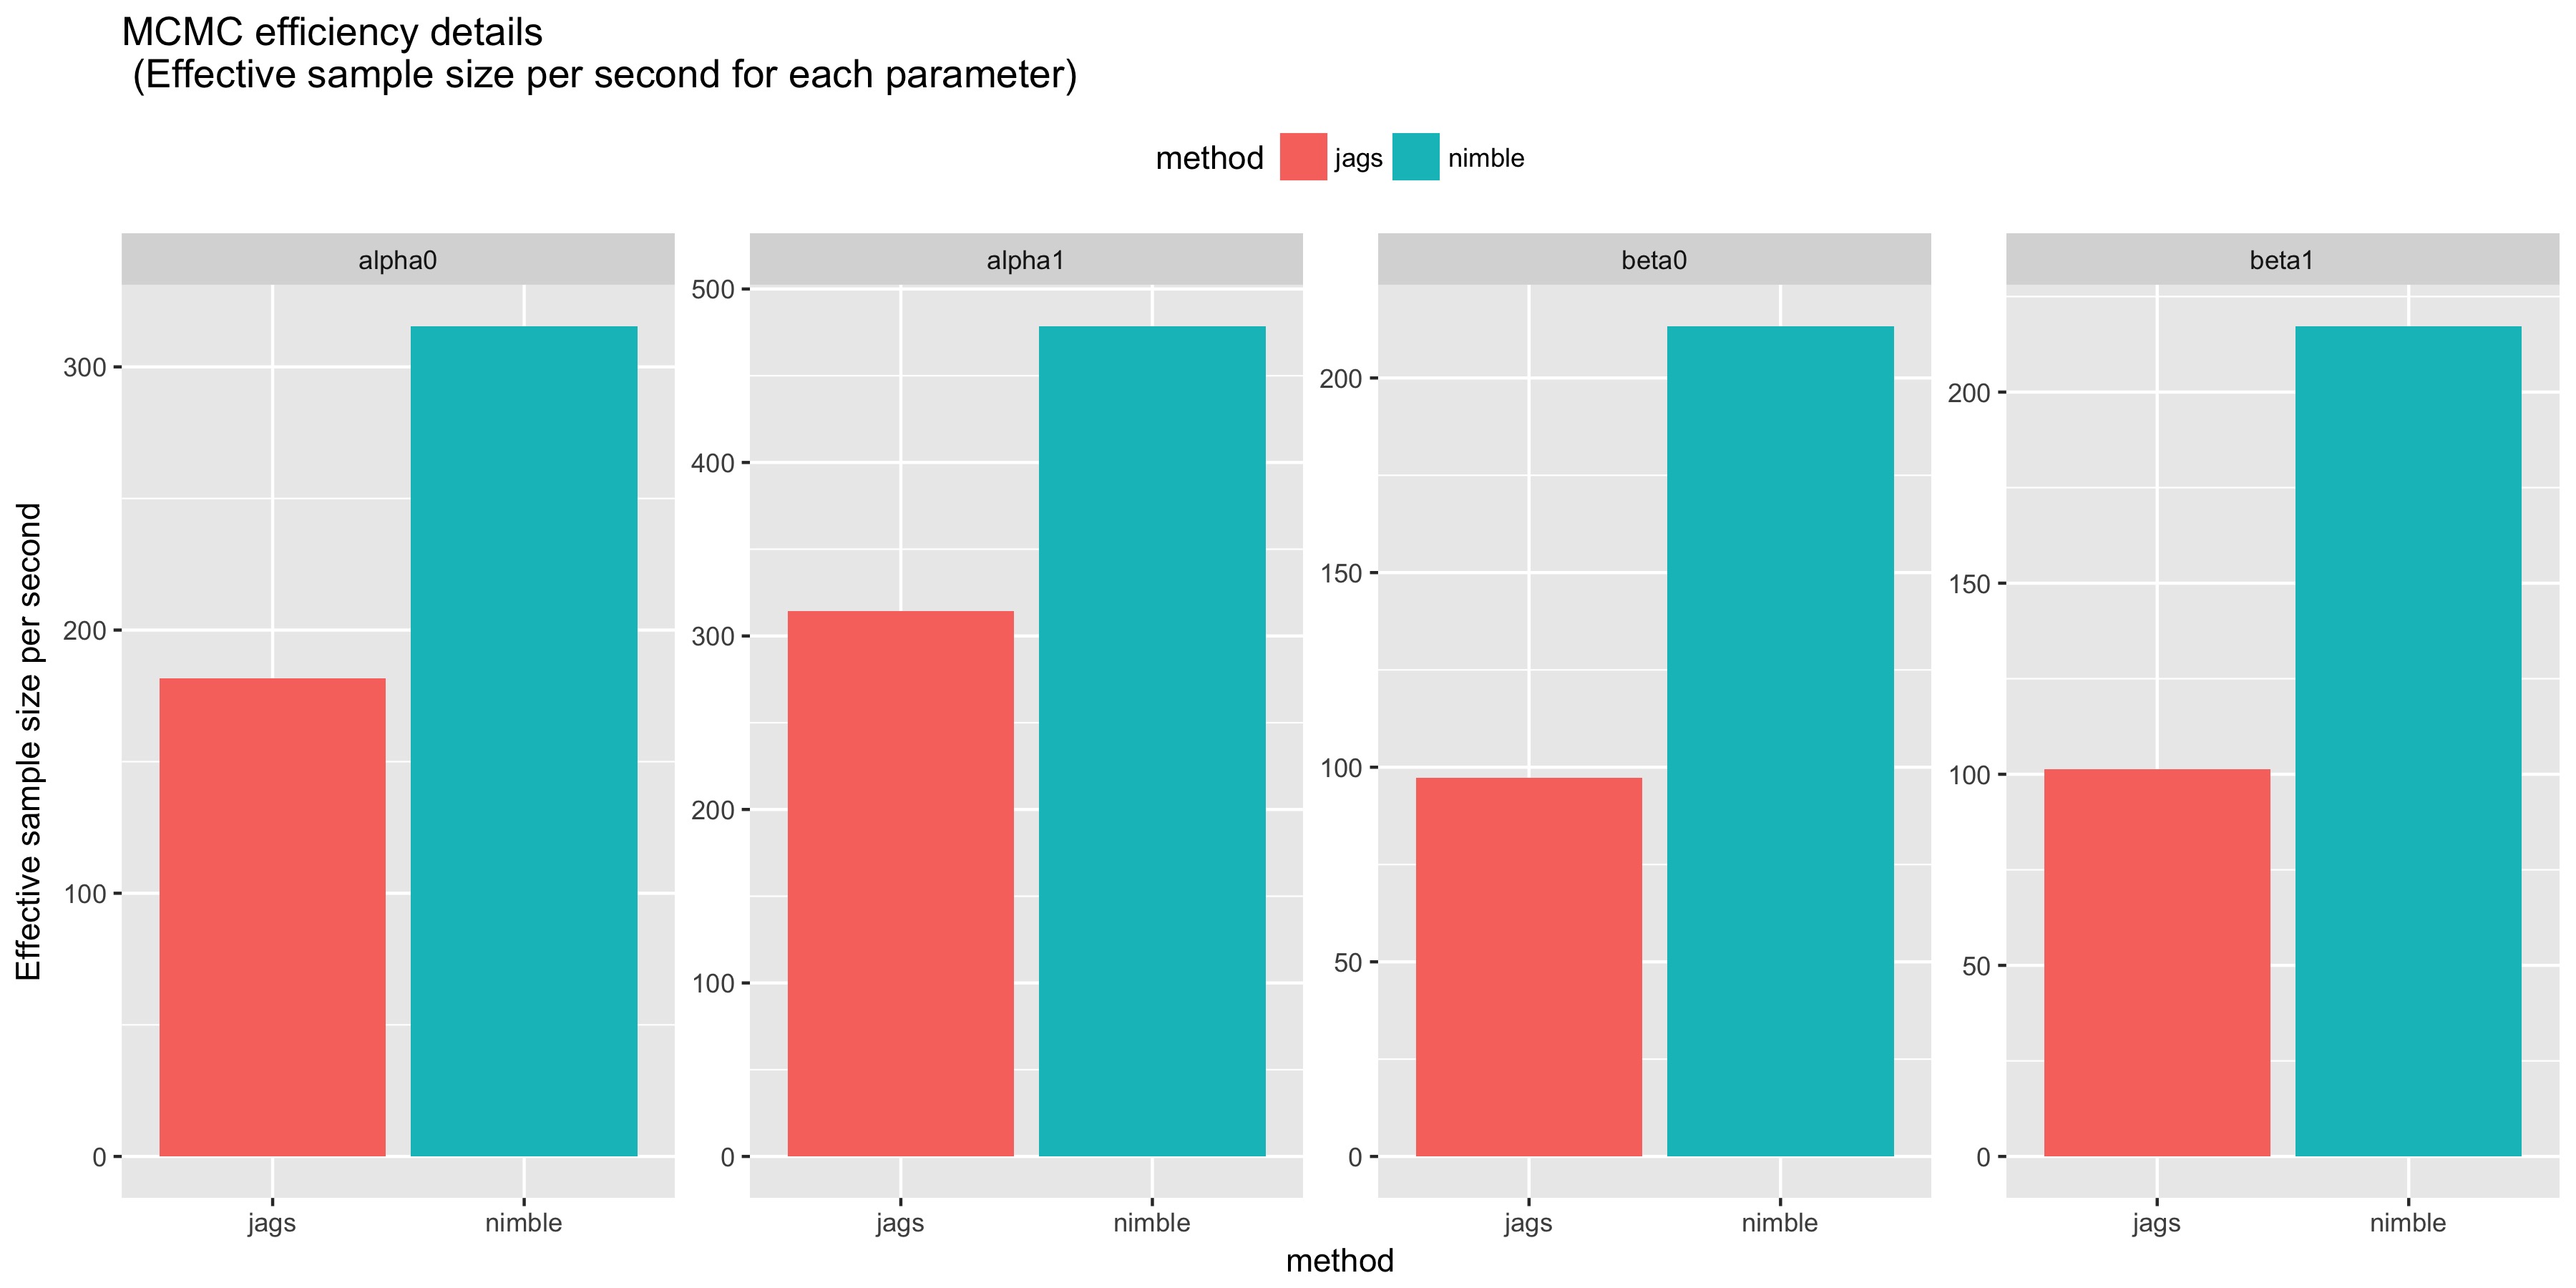 MCMC efficiency details
(Effective sample size per second for each parameter)
method jags nimble
alpha0 alpha1 beta0 beta1
Effective sample size per second
300
200
100
0
500
400
300
200
100
0
200
150
100
50
0
200
150
100
50
0
jags nimble jags nimble jags nimble jags nimble
method